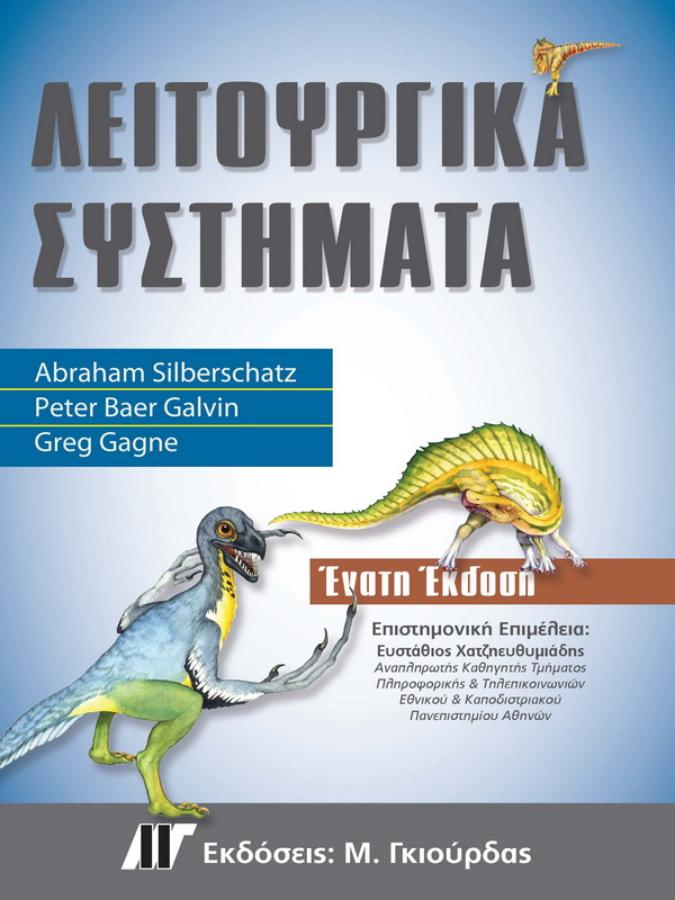 ΛΕΙΤΟΥΡΓΙΚΑ
ΣΥΣΤΗΜΑΤΑ
Abraham Silberschatz
Peter Baer Galvin
Greg Gagne
Ένατη Έκδοση
Επιστημονική Επιμέλεια:
Ευστάθιος Χατζηευθυμιάδης
Αναπληρωτής Καθηγητής Τμήματος
Πληροφορικής & Τηλεπικοινωνιών
Εθνικού & Καποδιστριακού
Πανεπιστημίου Αθηνών
ΜΓ Εκδόσεις: Μ. Γκιούρδας